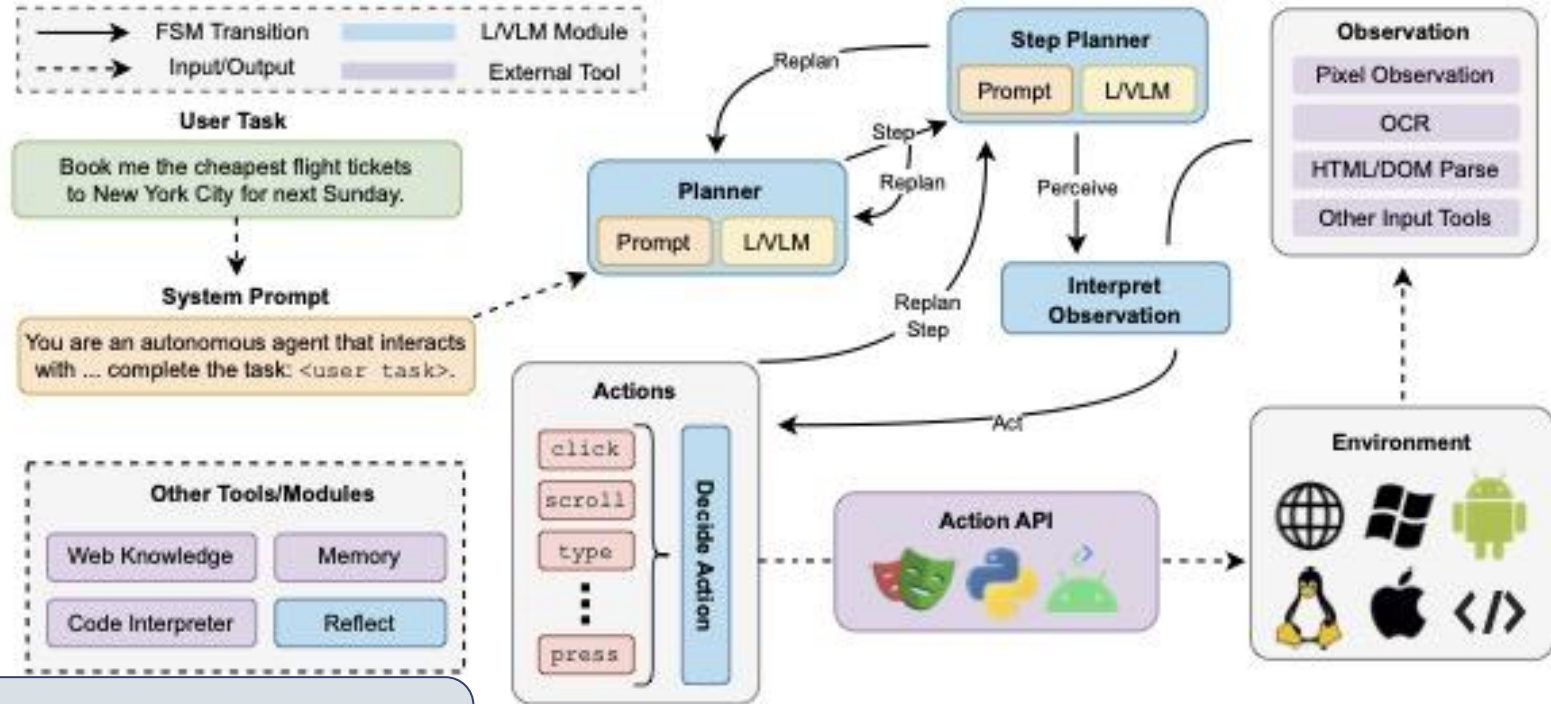 FSM Transition
L/VLM Module
Input/Output
External Tool
User Task
Book me the cheapest flight tickets
to New York City for next Sunday.
System Prompt
You are an autonomous agent that interacts
with ... complete the task: <user task>.
Other Tools/Modules
Web Knowledge
Memory
Code Interpreter
Reflect
Planner
Prompt
L/VLM
Replan
Step
Replan
Step Planner
Prompt
L/VLM
Perceive
Interpret
Observation
Replan
Step
Act
Actions
click
scroll
type
press
Decide Action
Action API
Observation
Pixel Observation
OCR
HTML/DOM Parse
Other Input Tools
Environment
</>